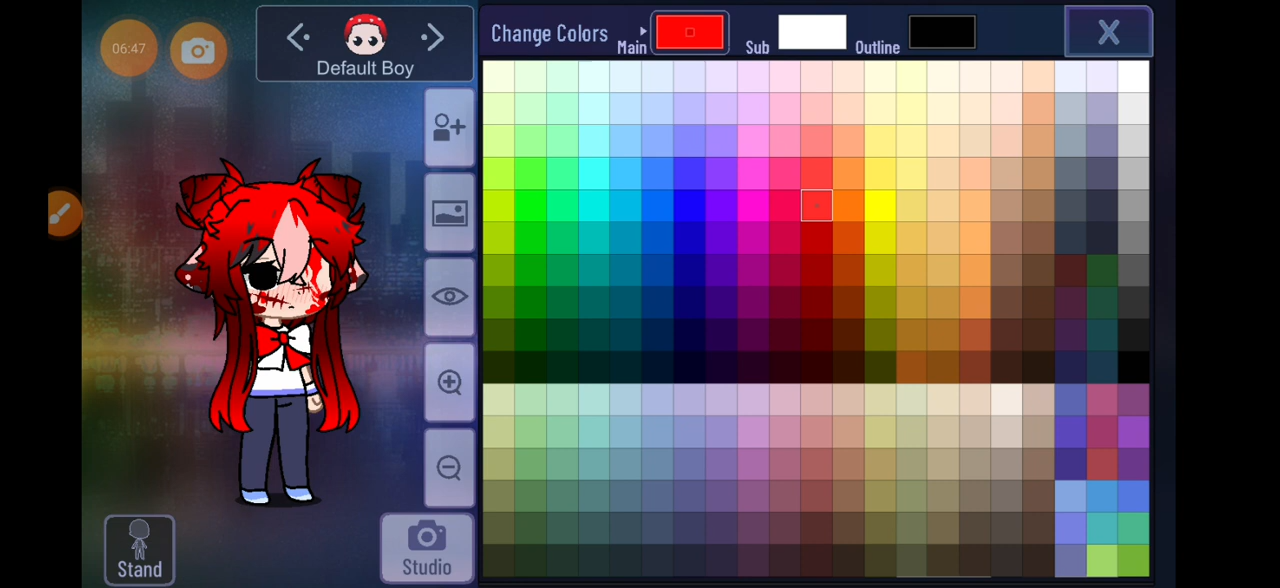 06:47
Default Boy
Change Colors
Main
Sub
Outline
X
Stand
Studio